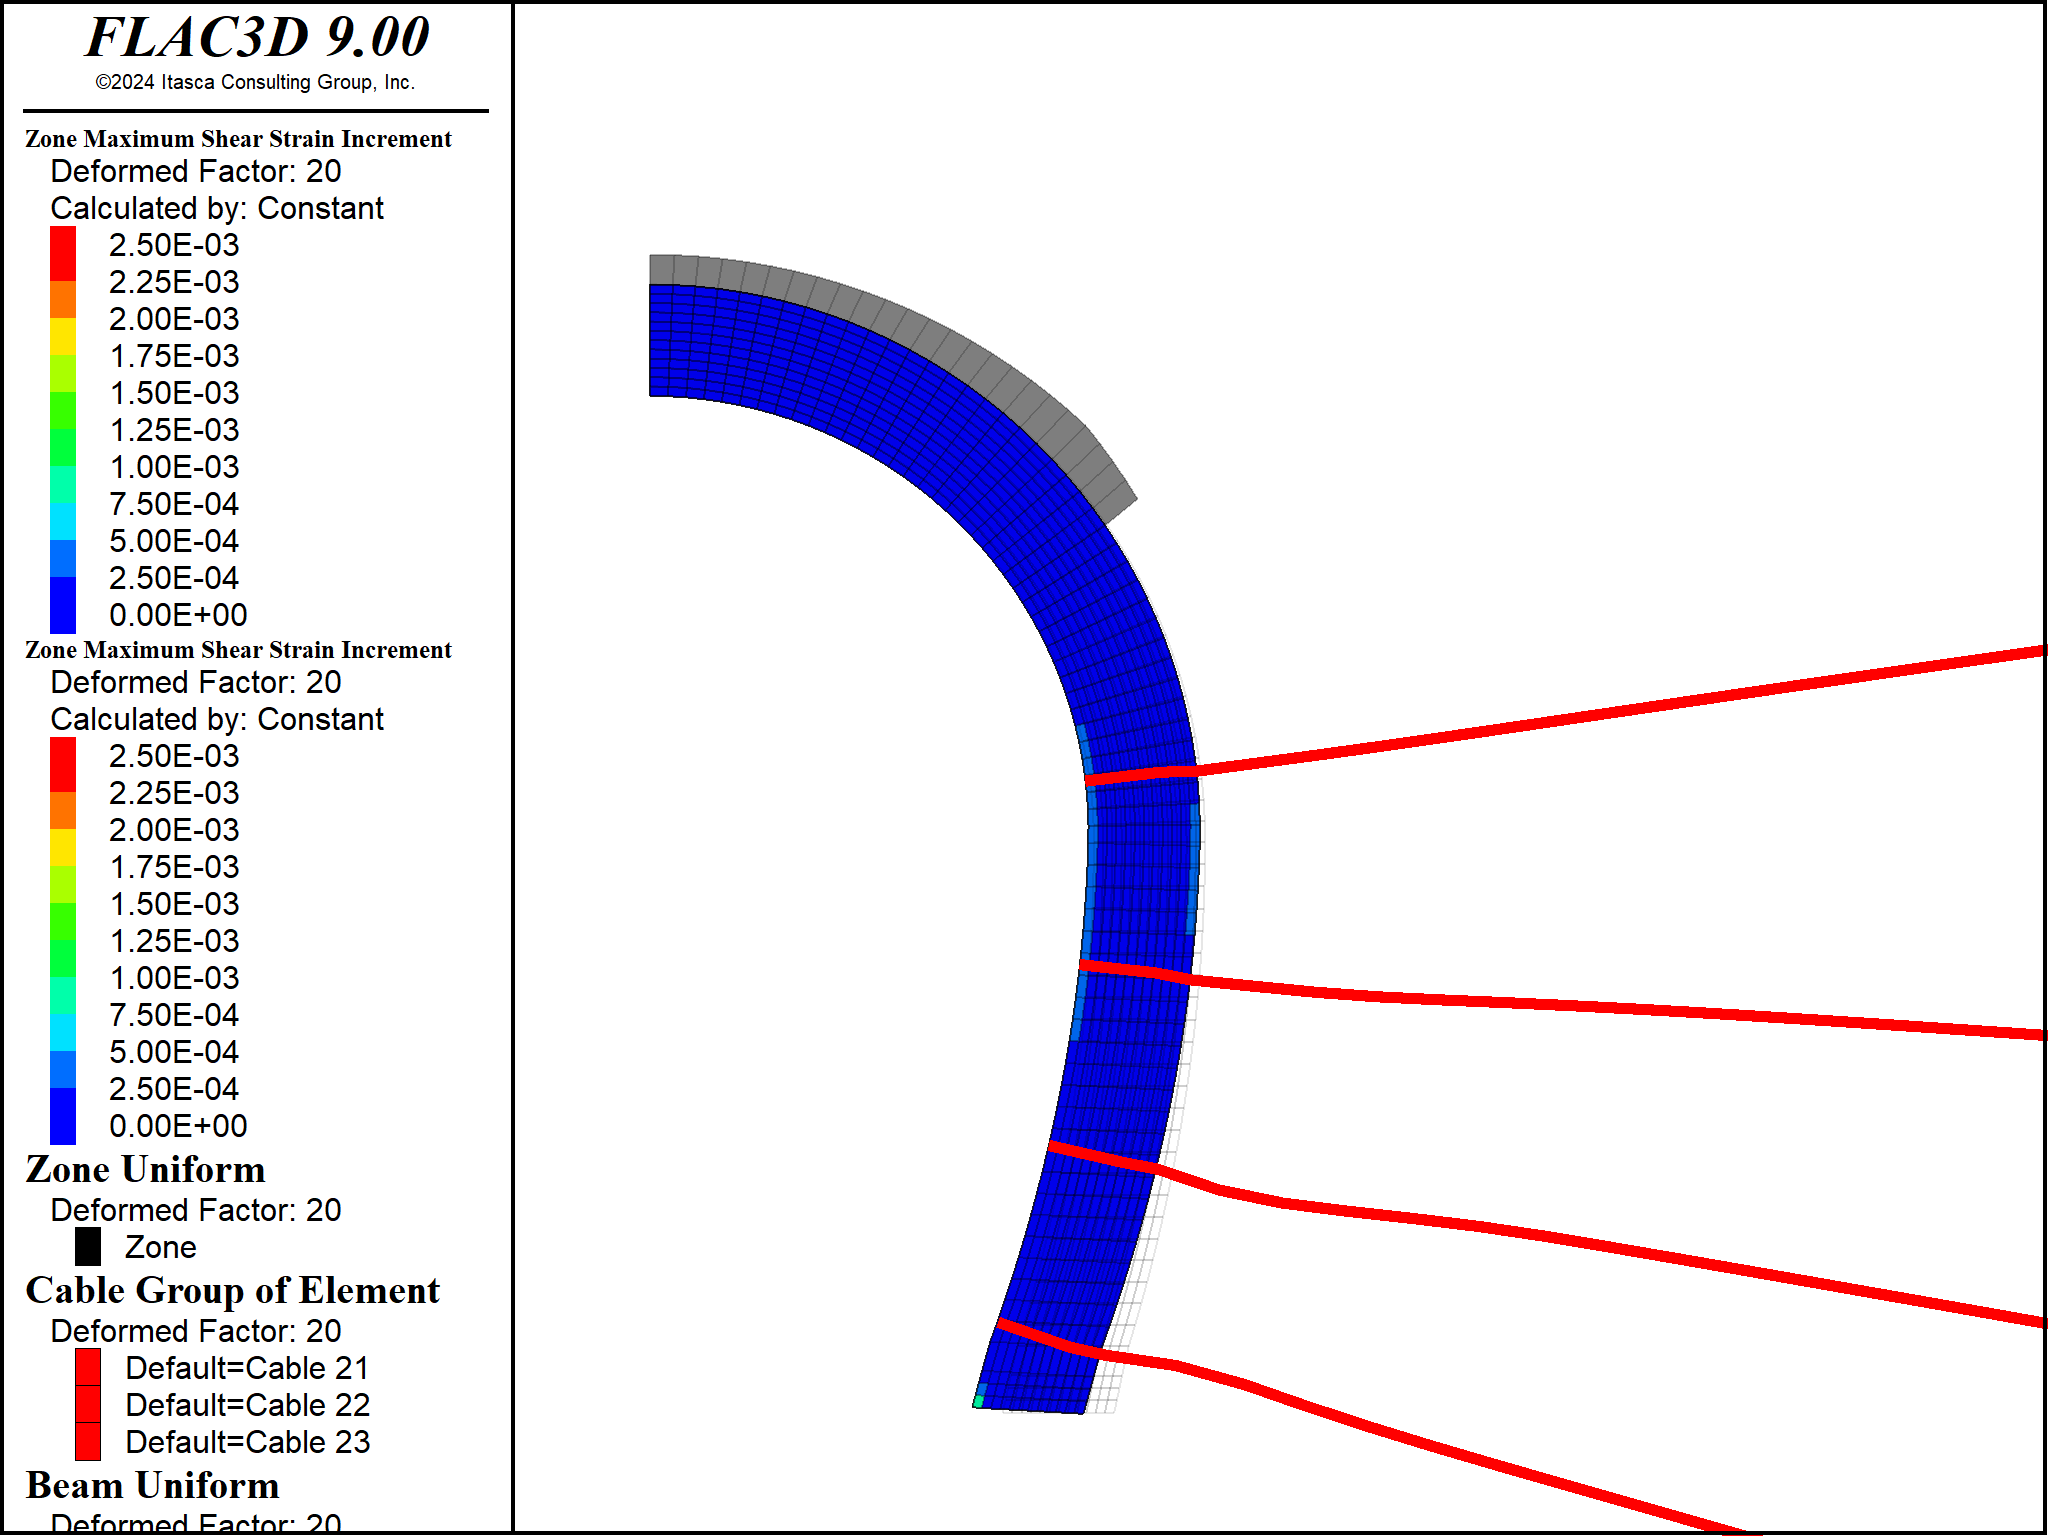 FLAC3D 9.00
©2024 Itasca Consulting Group, Inc.
Zone Maximum Shear Strain Increment
Deformed Factor: 20
Calculated by: Constant
2.50E-03
2.25E-03
2.00E-03
1.75E-03
1.50E-03
1.25E-03
1.00E-03
7.50E-04
5.00E-04
2.50E-04
0.00E+00
Zone Maximum Shear Strain Increment
Deformed Factor: 20
Calculated by: Constant
2.50E-03
2.25E-03
2.00E-03
1.75E-03
1.50E-03
1.25E-03
1.00E-03
7.50E-04
5.00E-04
2.50E-04
0.00E+00
Zone Uniform
Deformed Factor: 20
Zone
Cable Group of Element
Deformed Factor: 20
Default=Cable 21
Default=Cable 22
Default=Cable 23
Beam Uniform
Deformed Factor: 20